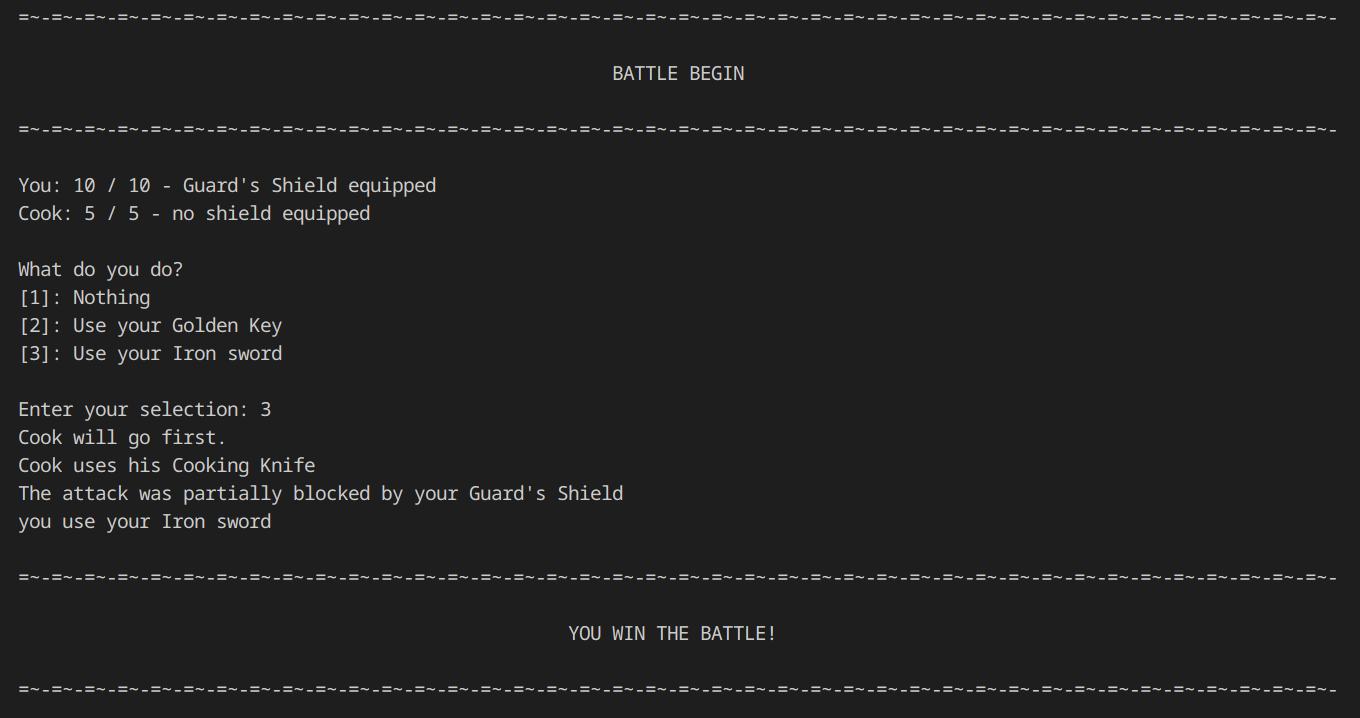 =~-=~-=~-=~-=~-=~-=~-=~-=~-=~-=~-=~-=~-=~-=~-=~-=~-=~-=~-=~-=~-=~-=~-=~-=~-=~-=~-=~-=~-=~-=~-=~-=~-=~-=~-=~-=~-=~-=~-=~-
BATTLE BEGIN
=~-=~-=~-=~-=~-=~-=~-=~-=~-=~-=~-=~-=~-=~-=~-=~-=~-=~-=~-=~-=~-=~-=~-=~-=~-=~-=~-=~-=~-=~-=~-=~-=~-=~-=~-=~-=~-=~-=~-=~-
You: 10 / 10 - Guard's Shield equipped
Cook: 5 / 5 - no shield equipped
What do you do?
[1]: Nothing
[2]: Use your Golden Key
[3]: Use your Iron sword
Enter your selection: 3
Cook will go first.
Cook uses his Cooking Knife
The attack was partially blocked by your Guard's Shield
you use your Iron sword
=~-=~-=~-=~-=~-=~-=~-=~-=~-=~-=~-=~-=~-=~-=~-=~-=~-=~-=~-=~-=~-=~-=~-=~-=~-=~-=~-=~-=~-=~-=~-=~-=~-=~-=~-=~-=~-=~-=~-=~-
YOU WIN THE BATTLE!
=~-=~-=~-=~-=~-=~-=~-=~-=~-=~-=~-=~-=~-=~-=~-=~-=~-=~-=~-=~-=~-=~-=~-=~-=~-=~-=~-=~-=~-=~-=~-=~-=~-=~-=~-=~-=~-=~-=~-=~-